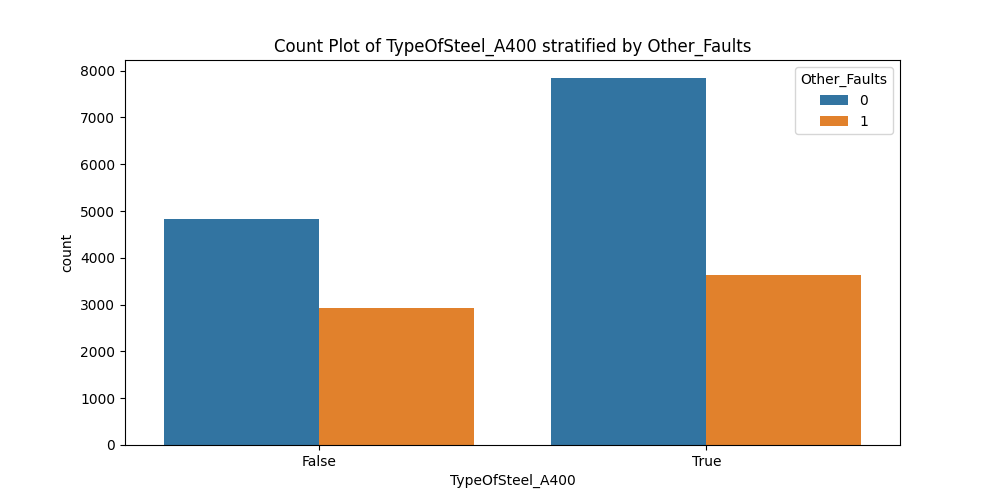 Count Plot of TypeOfSteel_A400 stratified by Other_Faults
8000
7000
6000
5000
4000
3000
2000
1000
0
count
Other_Faults
0
1
False
True
TypeOfSteel_A400